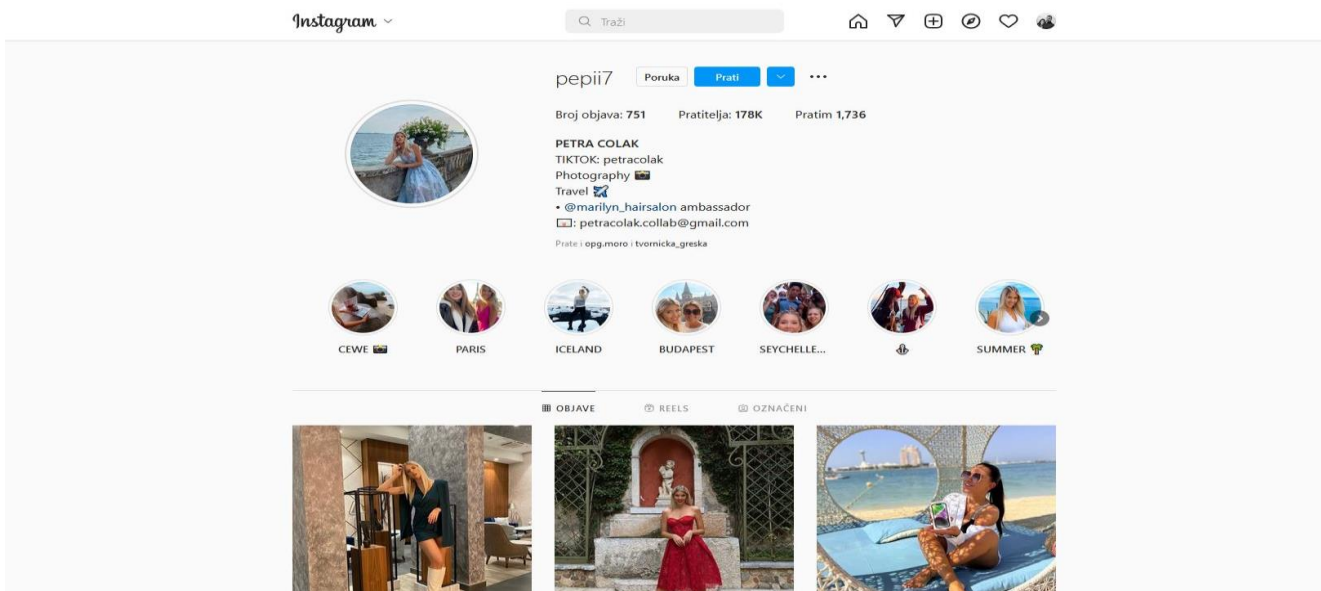 Instagram
Traži
pepii7 Poruka Prati
Broj objava: 751 Pratitelja: 178K Pratim 1,736
PETRA COLAK
TIKTOK: petracolak
Photography 📸
Travel ✈️
• @marilyn_hairsalon ambassador
📧: petracolak.collab@gmail.com
Prate i opg.moro i tvornicka_greska
CEWE 📸 PARIS ICELAND BUDAPEST SEYCHELLE... SUMMER 🌴
OBJAVE REELS OZNAČENI